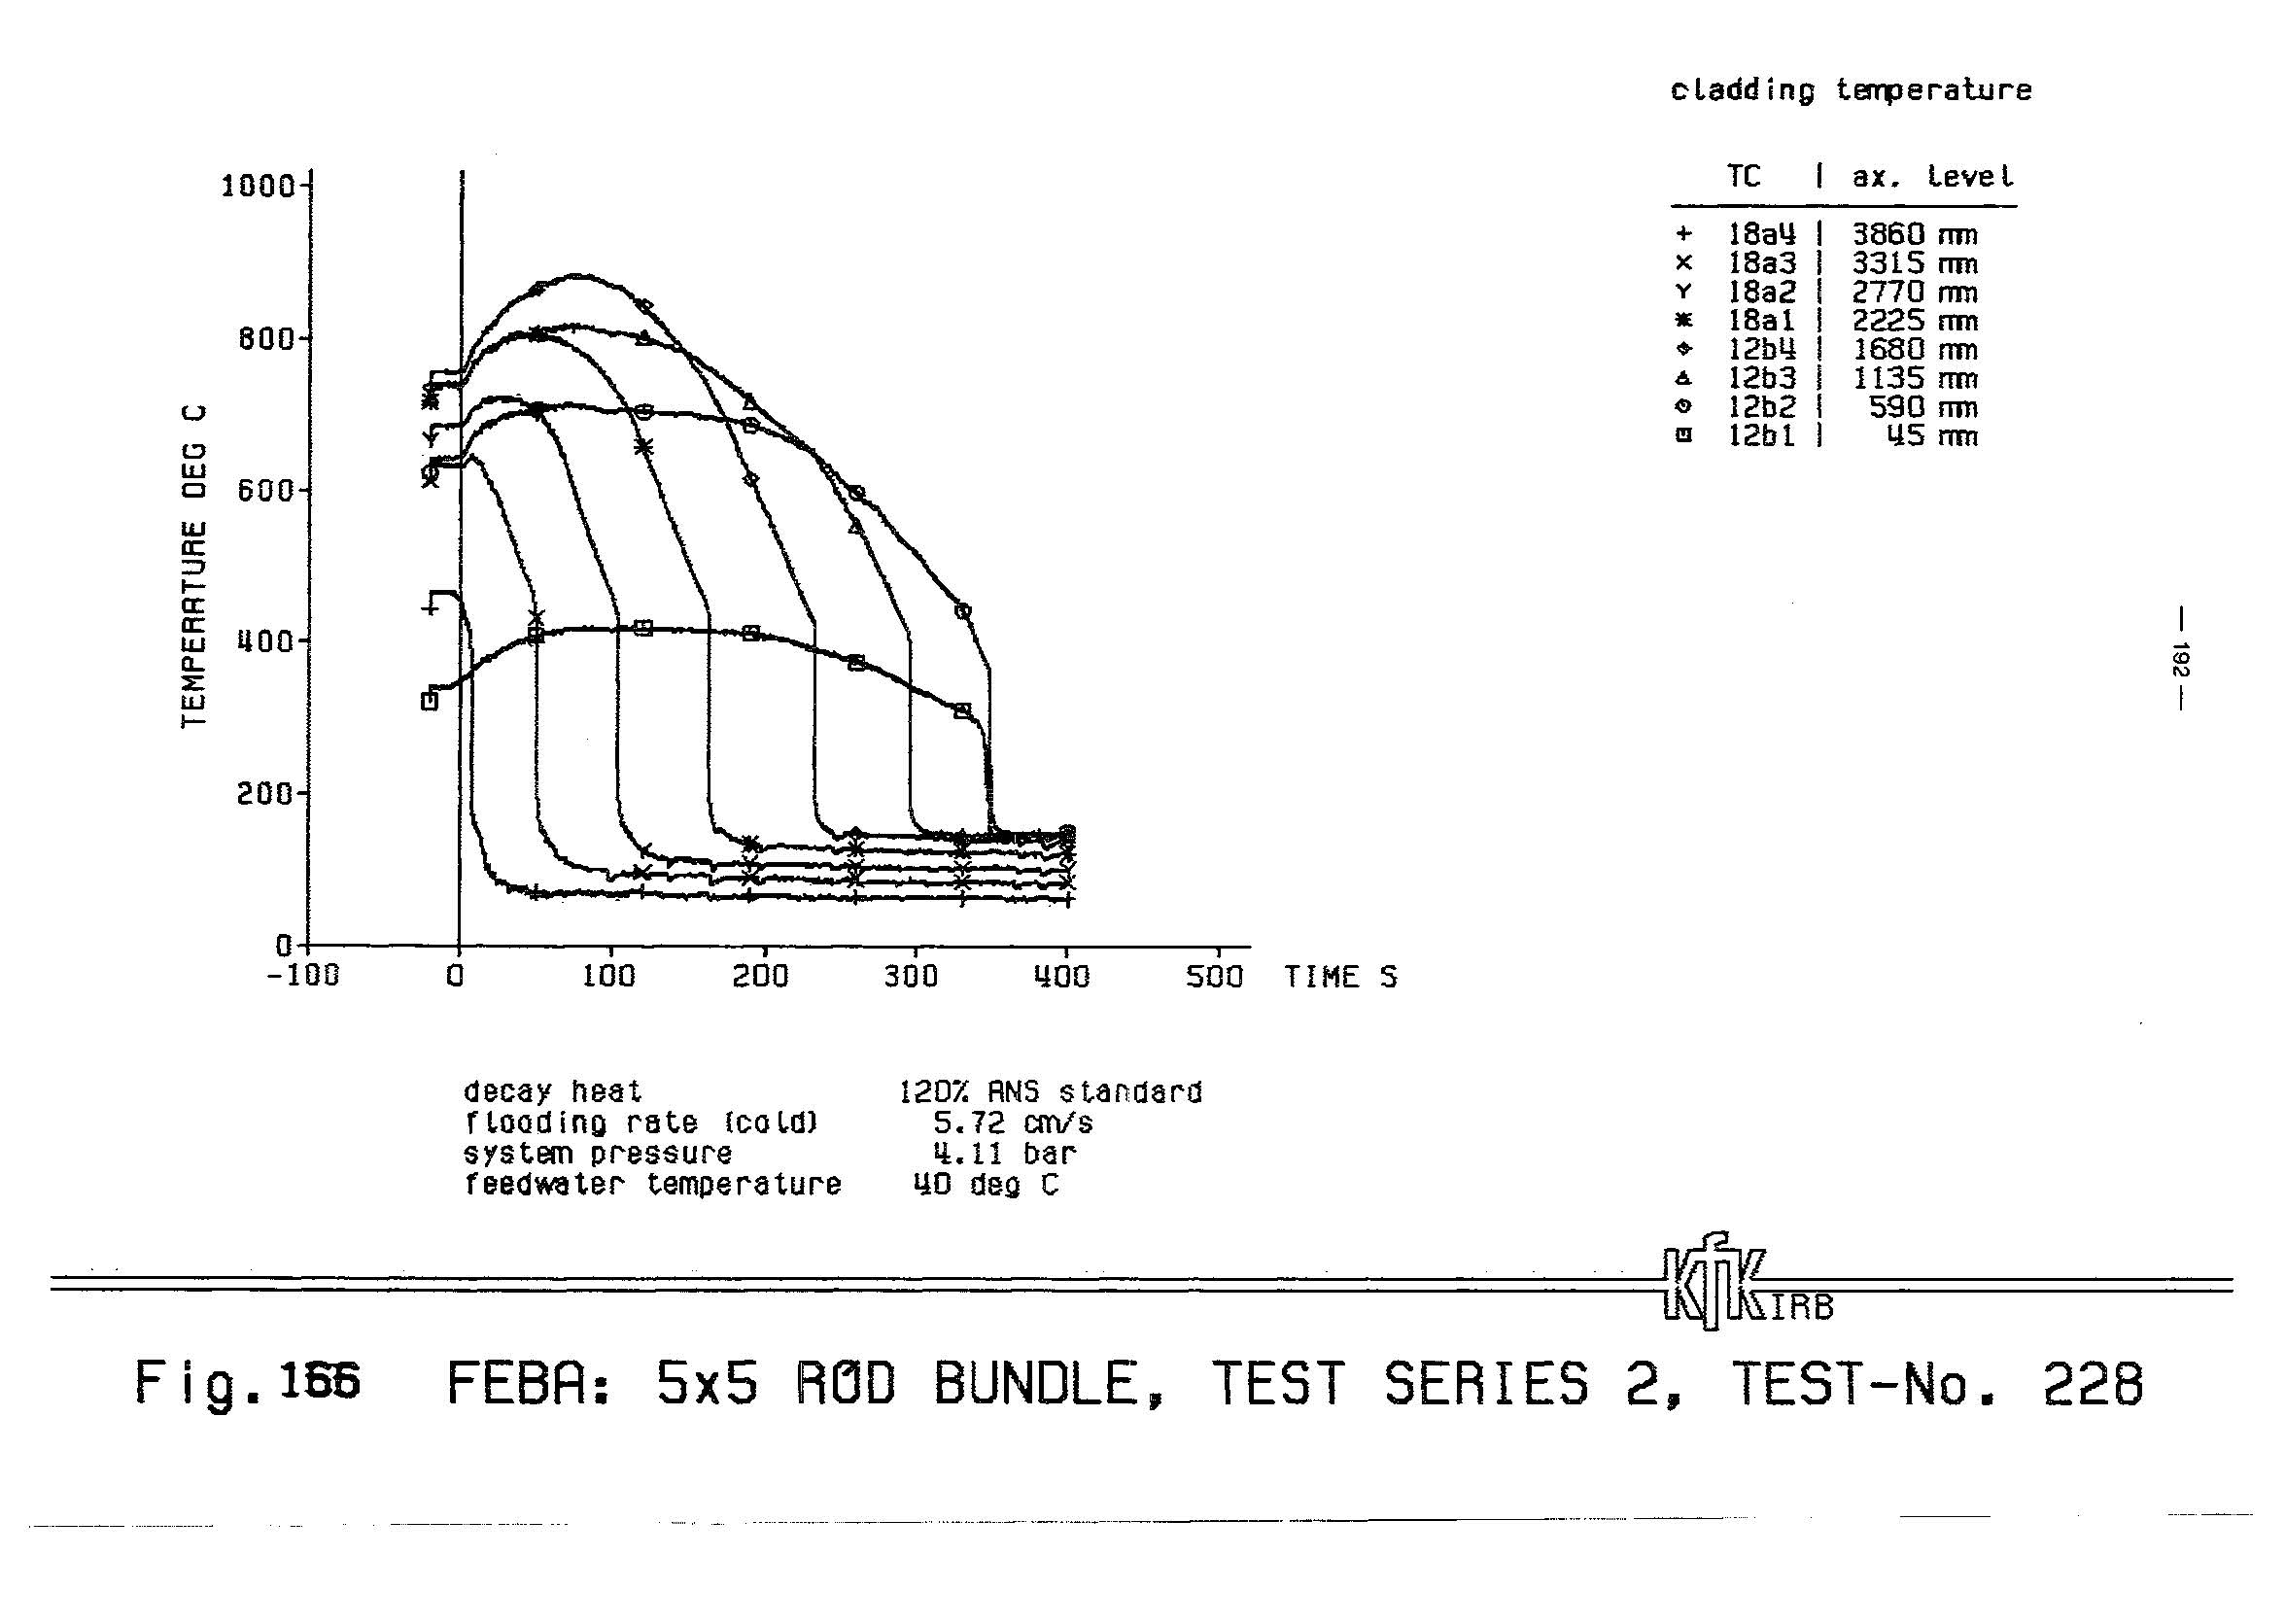 cladding temperature
TC | ax. level
+ 18a4 | 3860 mm
x 18a3 | 3315 mm
Y 18a2 | 2770 mm
* 18a1 | 2225 mm
12b4 | 1680 mm
12b3 | 1135 mm
12b2 | 590 mm
12b1 | 45 mm
TEMPERATURE DEG C
1000
800
600
400
200
0
-100 0 100 200 300 400 500 TIME S
— 192 —
decay heat 120% ANS standard
flooding rate (cold) 5.72 cm/s
system pressure 4.11 bar
feedwater temperature 40 deg C
KfK IRB
Fig.166 FEBA: 5x5 ROD BUNDLE, TEST SERIES 2, TEST-No. 228